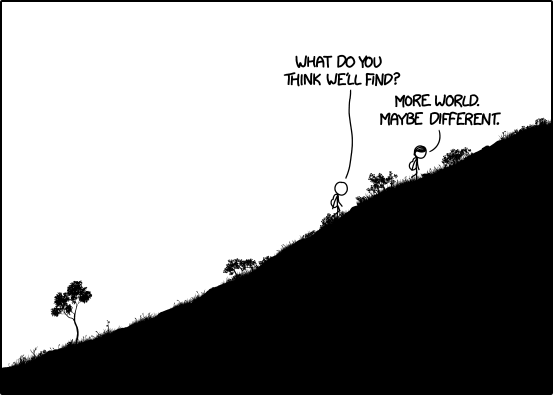 WHAT DO YOU
THINK WE'LL FIND?
MORE WORLD.
MAYBE DIFFERENT.